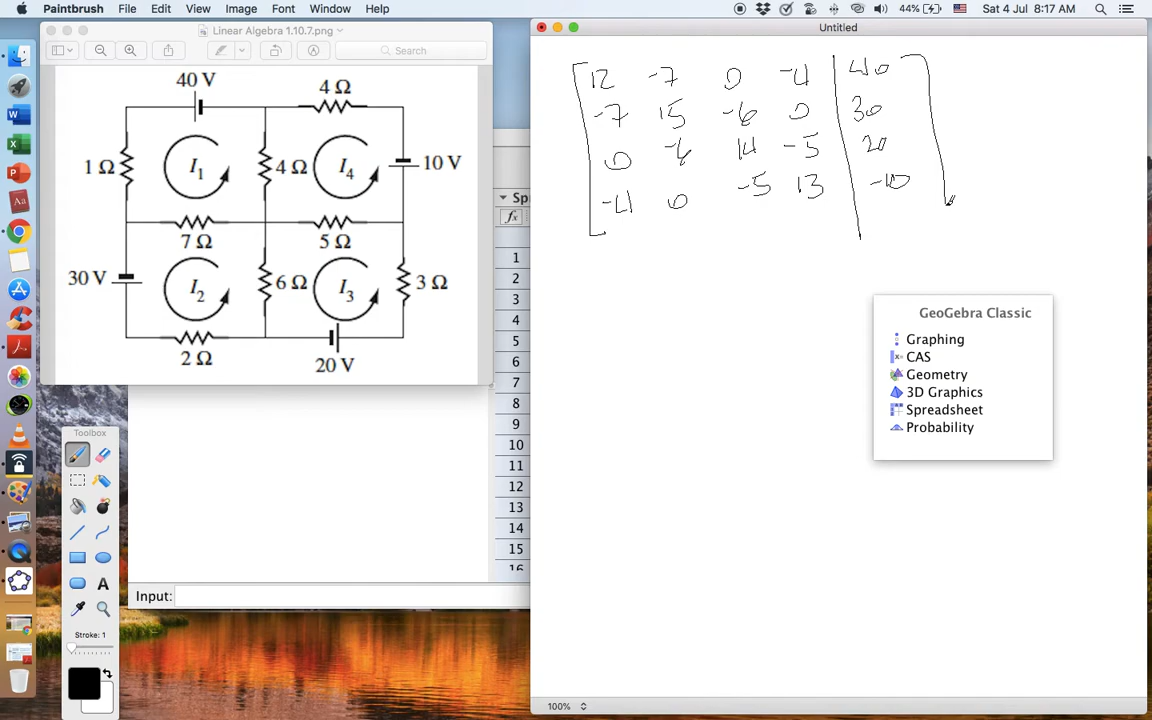 Paintbrush File Edit View Image Font Window Help
44% Sat 4 Jul 8:17 AM
Linear Algebra 1.10.7.png
Search
40 V
4 Ω
1 Ω
I1
4 Ω
I4
10 V
7 Ω
5 Ω
30 V
I2
6 Ω
I3
3 Ω
2 Ω
20 V
Sp
fx
1
2
3
4
5
6
7
8
9
10
11
12
13
14
15
16
Input:
Toolbox
A
Stroke: 1
Untitled
12 -7 0 -4 40
-7 15 -6 0 30
0 -6 14 -5 20
-4 0 -5 13 -10
GeoGebra Classic
Graphing
CAS
Geometry
3D Graphics
Spreadsheet
Probability
100%